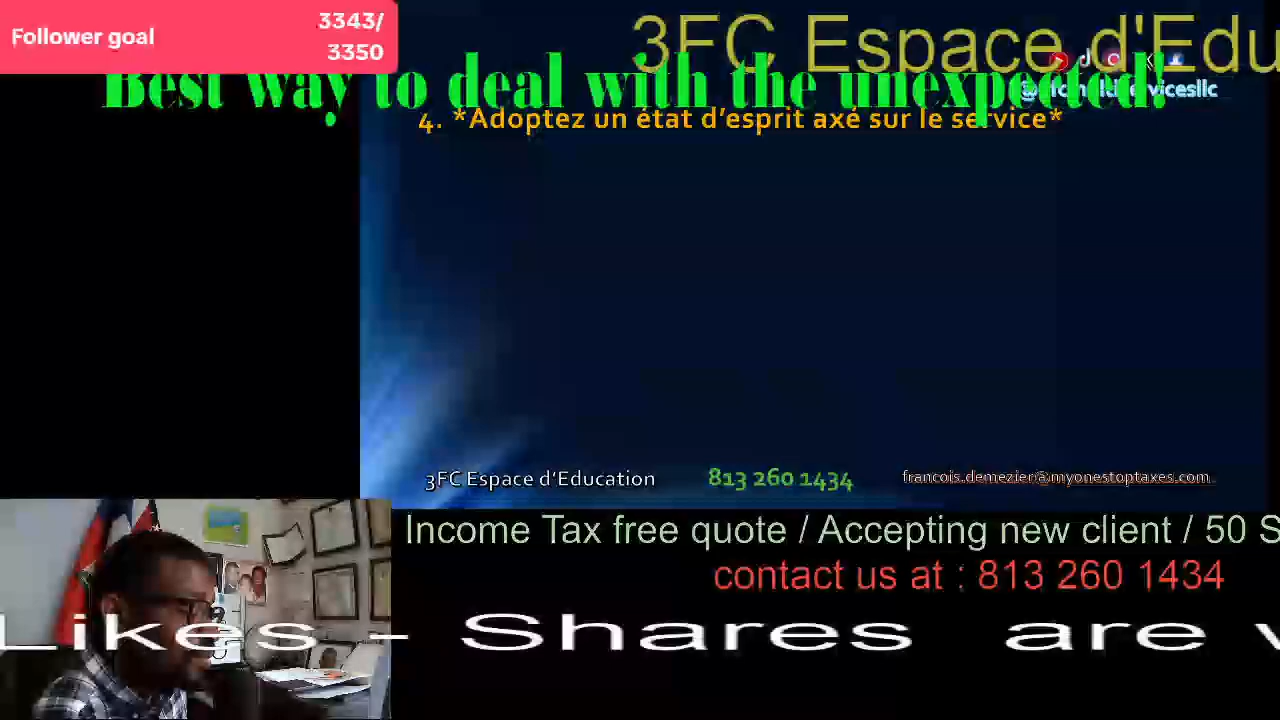 Follower goal
3343/
3350
3FC Espace d'Edu
Best way to deal with the unexpected!
4. *Adoptez un état d'esprit axé sur le service*
3FC Espace d'Education
813 260 1434
francois.demezier@myonestoptaxes.com
Income Tax free quote / Accepting new client / 50 S
contact us at : 813 260 1434
Likes - Shares are v